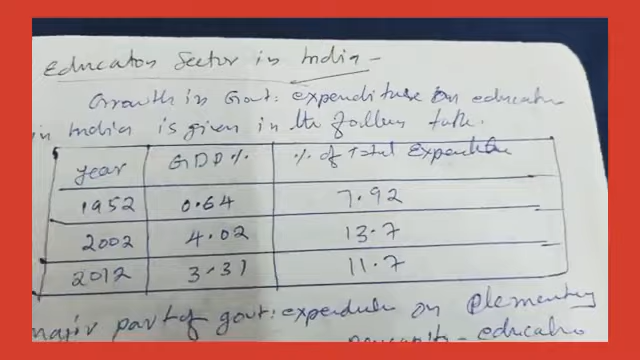 Education Sector in India -
Growth in Govt: expenditure on education
in India is given in the follow table.
year GDP% % of Total Expenditure
1952 0.64 7.92
2002 4.02 13.7
2012 3.31 11.7
major part of govt: expenditure on Elementary
education